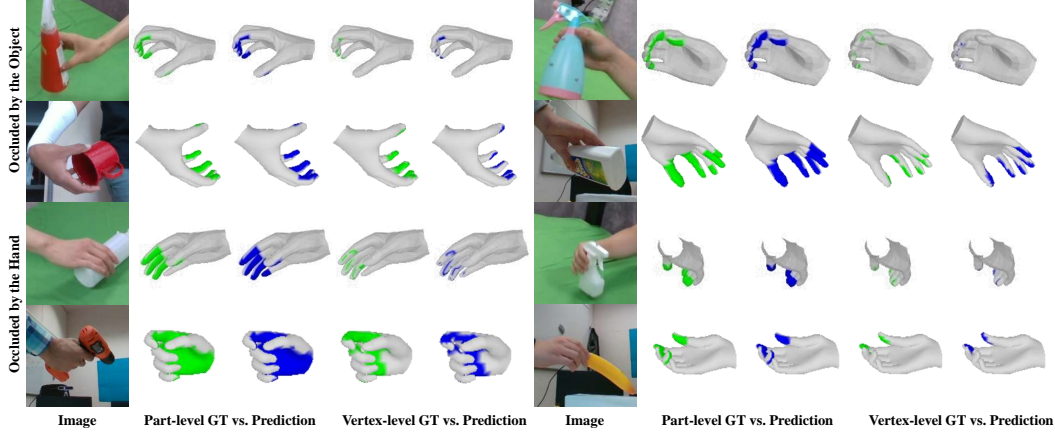 Occluded by the Object
Occluded by the Hand
Image
Part-level GT vs. Prediction
Vertex-level GT vs. Prediction
Image
Part-level GT vs. Prediction
Vertex-level GT vs. Prediction